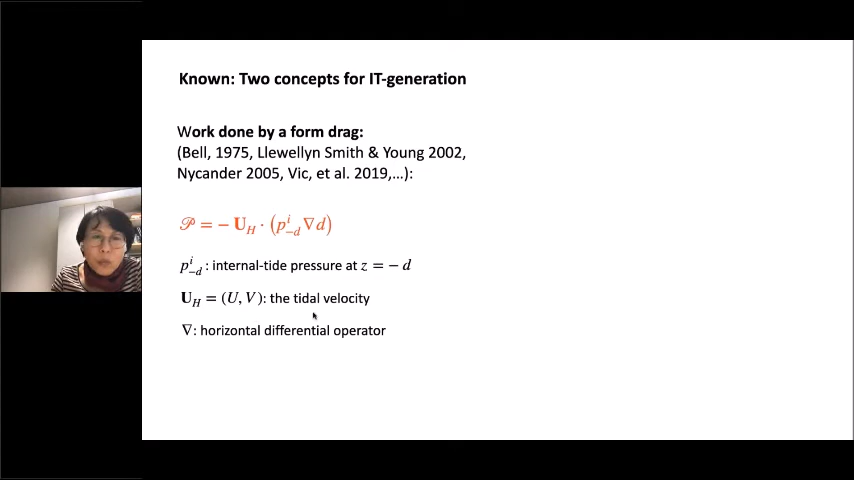 Known: Two concepts for IT-generation
Work done by a form drag:
(Bell, 1975, Llewellyn Smith & Young 2002,
Nycander 2005, Vic, et al. 2019,...):
𝒫 = − U_H · (p^i_{−d} ∇d)
p^i_{−d} : internal-tide pressure at z = − d
U_H = (U, V): the tidal velocity
∇: horizontal differential operator